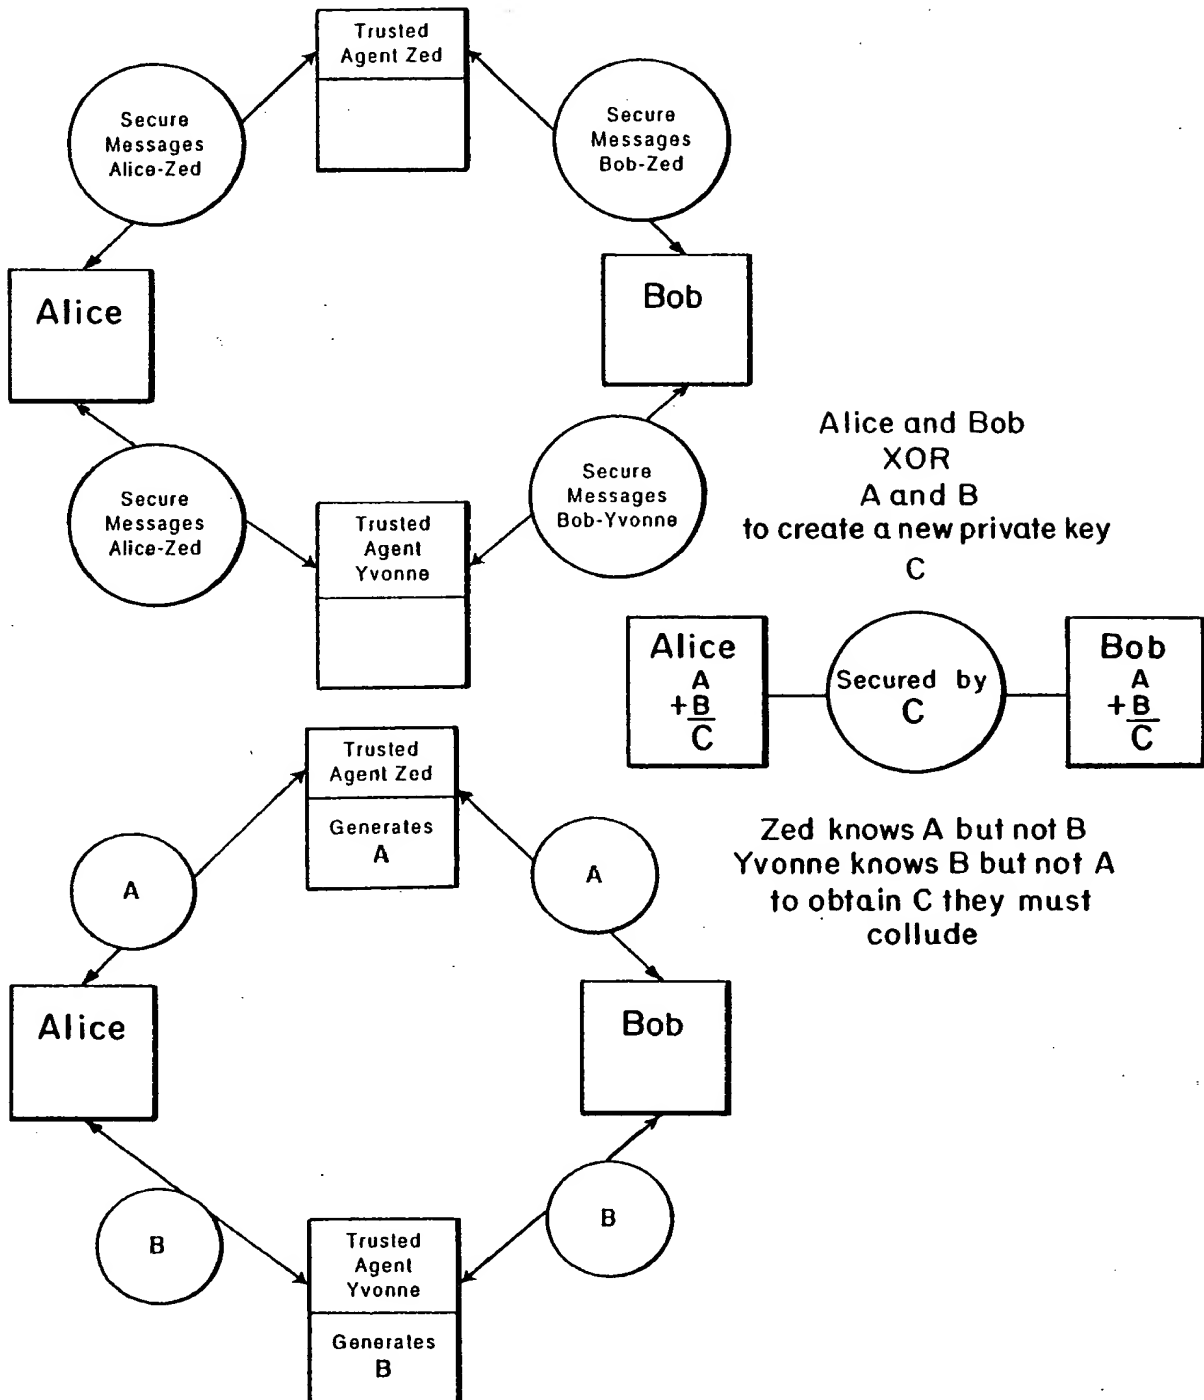 Trusted
Agent Zed
Secure
Messages
Alice-Zed
Secure
Messages
Bob-Zed
Alice
Bob
Secure
Messages
Alice-Zed
Trusted
Agent
Yvonne
Secure
Messages
Bob-Yvonne
Alice and Bob
XOR
A and B
to create a new private key
C
Alice
A
+B
C
Secured by
C
Bob
A
+B
C
Zed knows A but not B
Yvonne knows B but not A
to obtain C they must
collude
Trusted
Agent Zed
Generates
A
A
A
Alice
Bob
B
B
Trusted
Agent
Yvonne
Generates
B